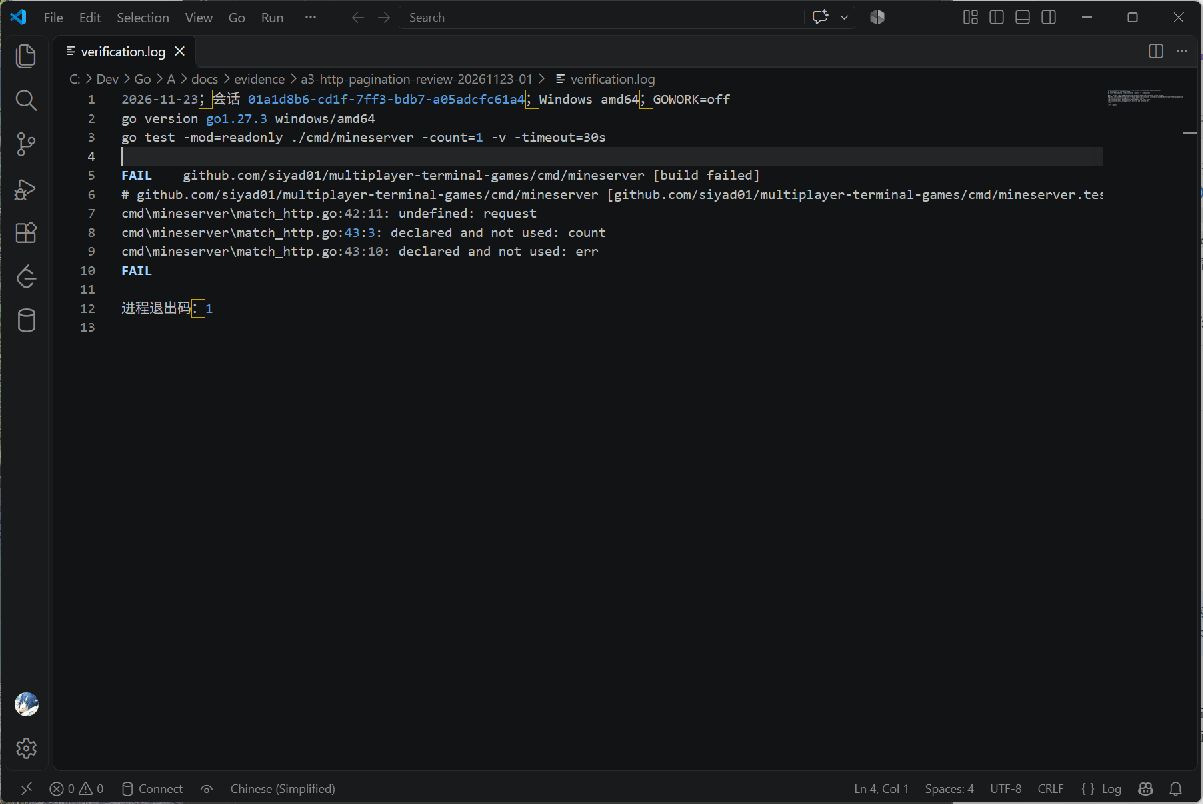 File Edit Selection View Go Run ··· Search
verification.log
C: > Dev > Go > A > docs > evidence > a3-http-pagination-review-20261123-01 > verification.log
1 2026-11-23；会话 01a1d8b6-cd1f-7ff3-bdb7-a05adcfc61a4；Windows amd64；GOWORK=off
2 go version go1.27.3 windows/amd64
3 go test -mod=readonly ./cmd/mineserver -count=1 -v -timeout=30s
4
5 FAIL github.com/siyad01/multiplayer-terminal-games/cmd/mineserver [build failed]
6 # github.com/siyad01/multiplayer-terminal-games/cmd/mineserver [github.com/siyad01/multiplayer-terminal-games/cmd/mineserver.tes
7 cmd\mineserver\match_http.go:42:11: undefined: request
8 cmd\mineserver\match_http.go:43:3: declared and not used: count
9 cmd\mineserver\match_http.go:43:10: declared and not used: err
10 FAIL
11
12 进程退出码：1
13
0 0 Connect Chinese (Simplified) Ln 4, Col 1 Spaces: 4 UTF-8 CRLF { } Log